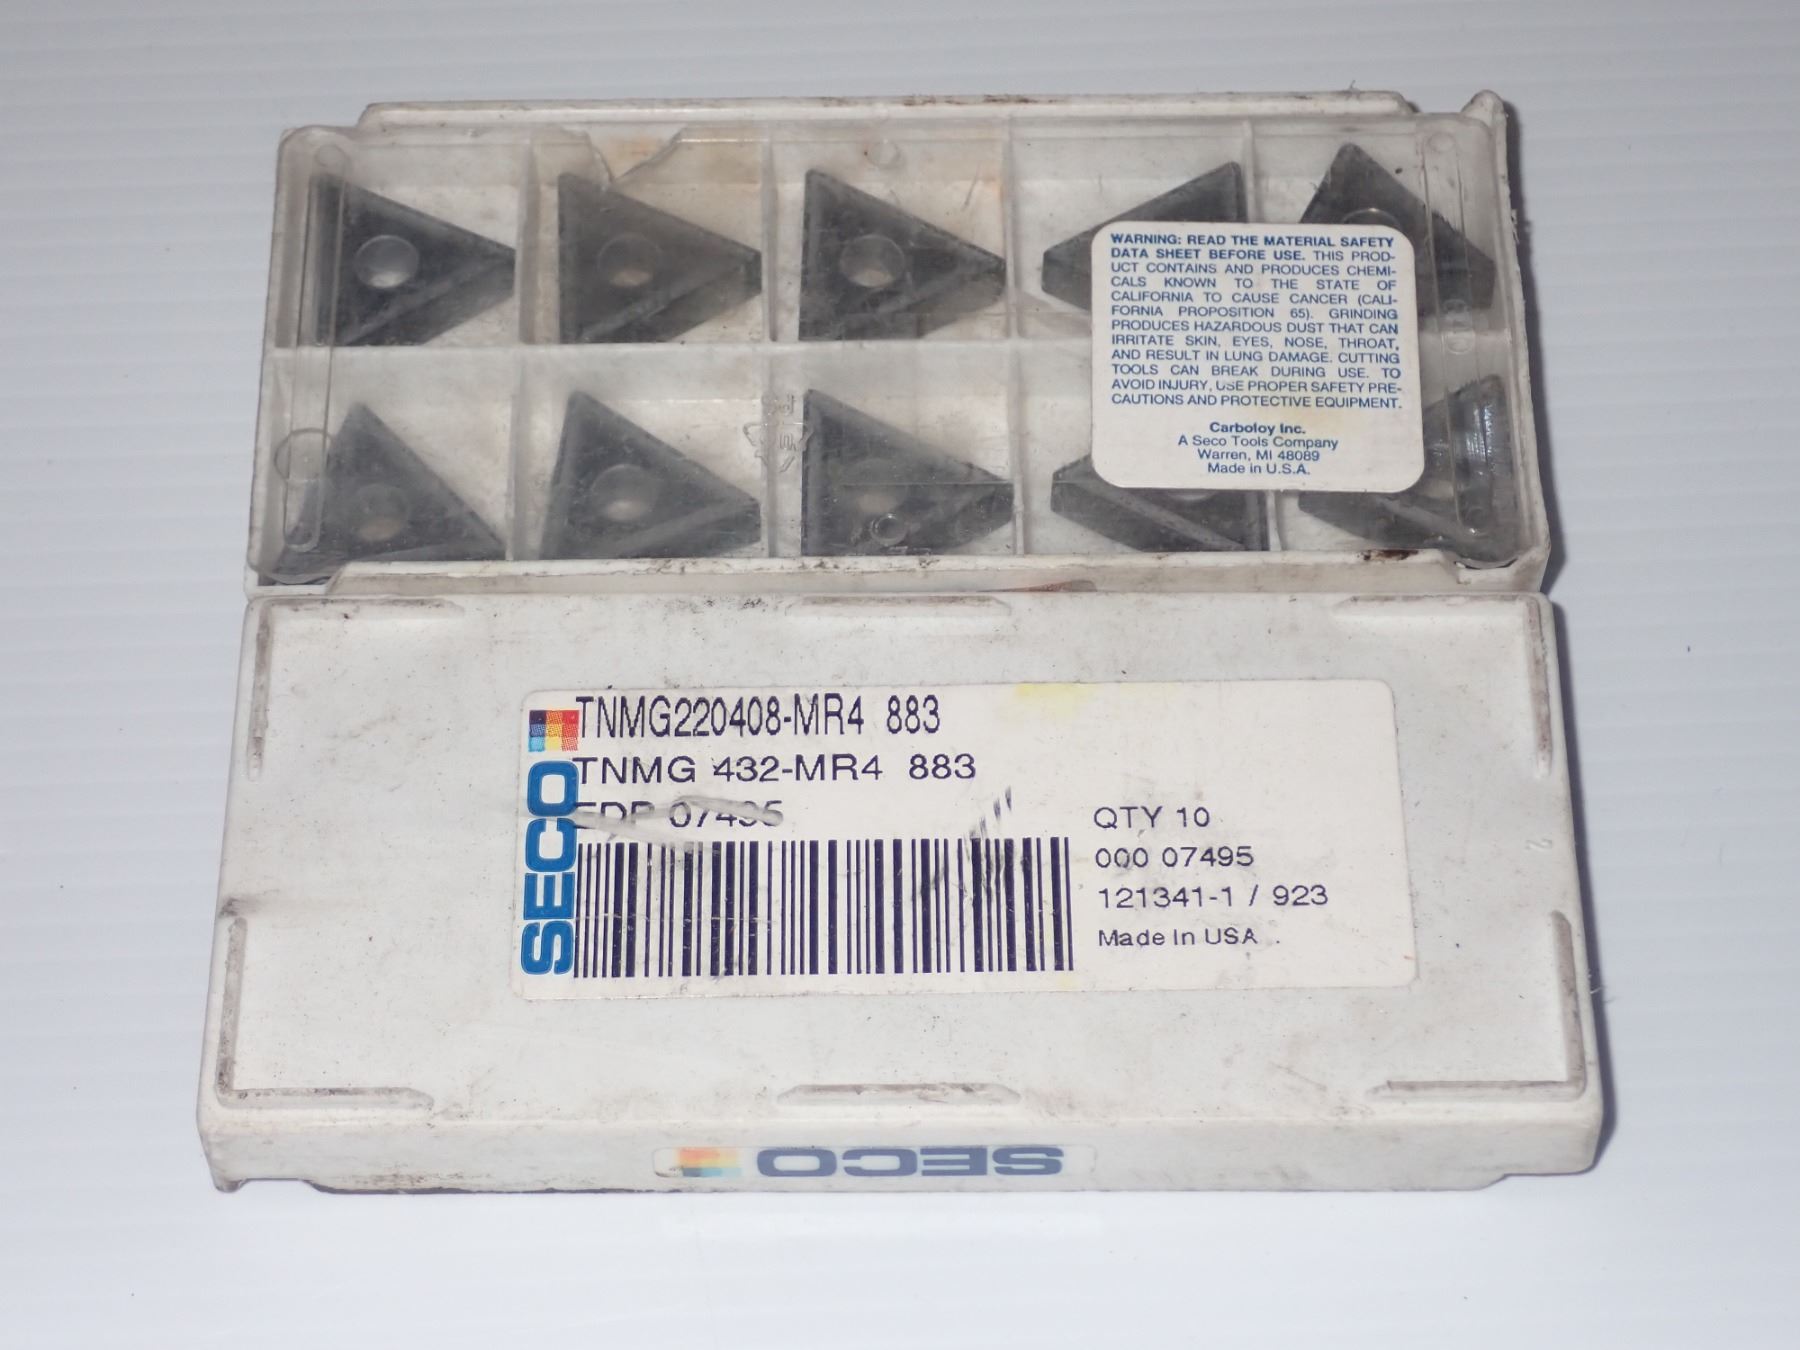 WARNING: READ THE MATERIAL SAFETY
DATA SHEET BEFORE USE. THIS PROD-
UCT CONTAINS AND PRODUCES CHEMI-
CALS KNOWN TO THE STATE OF
CALIFORNIA TO CAUSE CANCER (CALI-
FORNIA PROPOSITION 65). GRINDING
PRODUCES HAZARDOUS DUST THAT CAN
IRRITATE SKIN, EYES, NOSE, THROAT,
AND RESULT IN LUNG DAMAGE. CUTTING
TOOLS CAN BREAK DURING USE. TO
AVOID INJURY, USE PROPER SAFETY PRE-
CAUTIONS AND PROTECTIVE EQUIPMENT.
Carboloy Inc.
A Seco Tools Company
Warren, MI 48089
Made in U.S.A.
SECO
TNMG220408-MR4 883
TNMG 432-MR4 883
EDP 07495
QTY 10
000 07495
121341-1 / 923
Made In USA
SECO